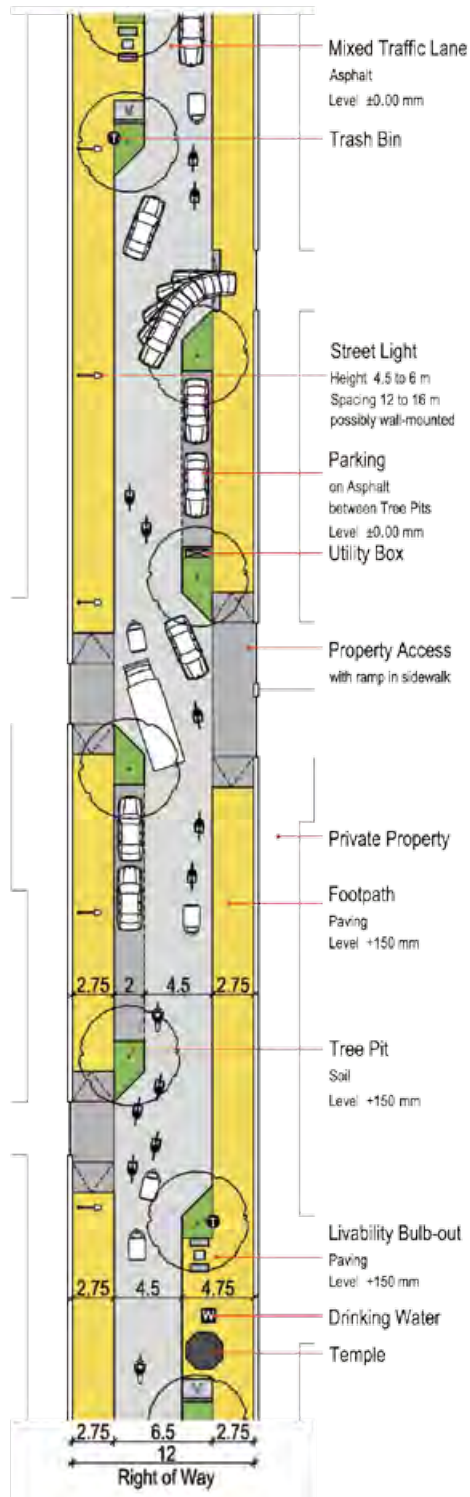 Mixed Traffic Lane
Asphalt
Level ±0.00 mm
T
Trash Bin
Street Light
Height 4.5 to 6 m
Spacing 12 to 16 m
possibly wall-mounted
Parking
on Asphalt
between Tree Pits
Level ±0.00 mm
Utility Box
Property Access
with ramp in sidewalk
Private Property
Footpath
Paving
Level +150 mm
2.75 2 4.5 2.75
Tree Pit
Soil
Level +150 mm
T
Livability Bulb-out
Paving
Level +150 mm
2.75 4.5 4.75
W
Drinking Water
Temple
2.75 6.5 2.75
12
Right of Way